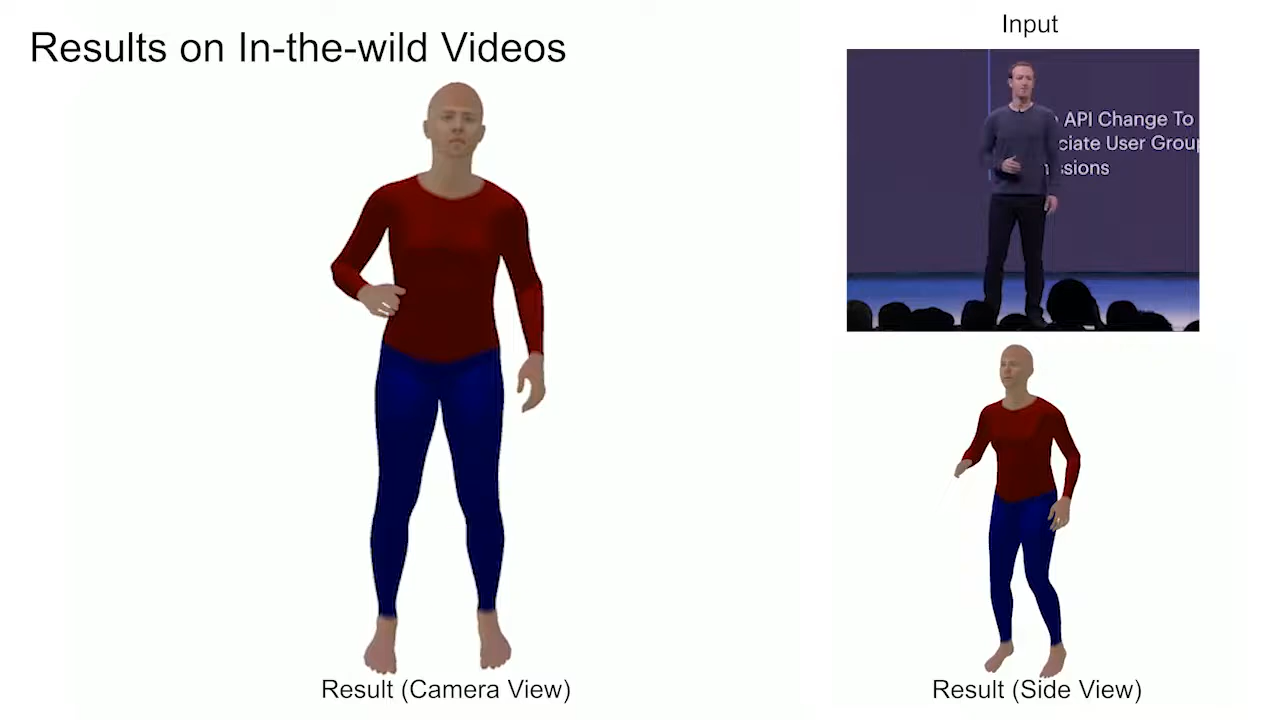 Results on In-the-wild Videos
Input
API Change To
ciate User Group
ssions
Result (Camera View)
Result (Side View)